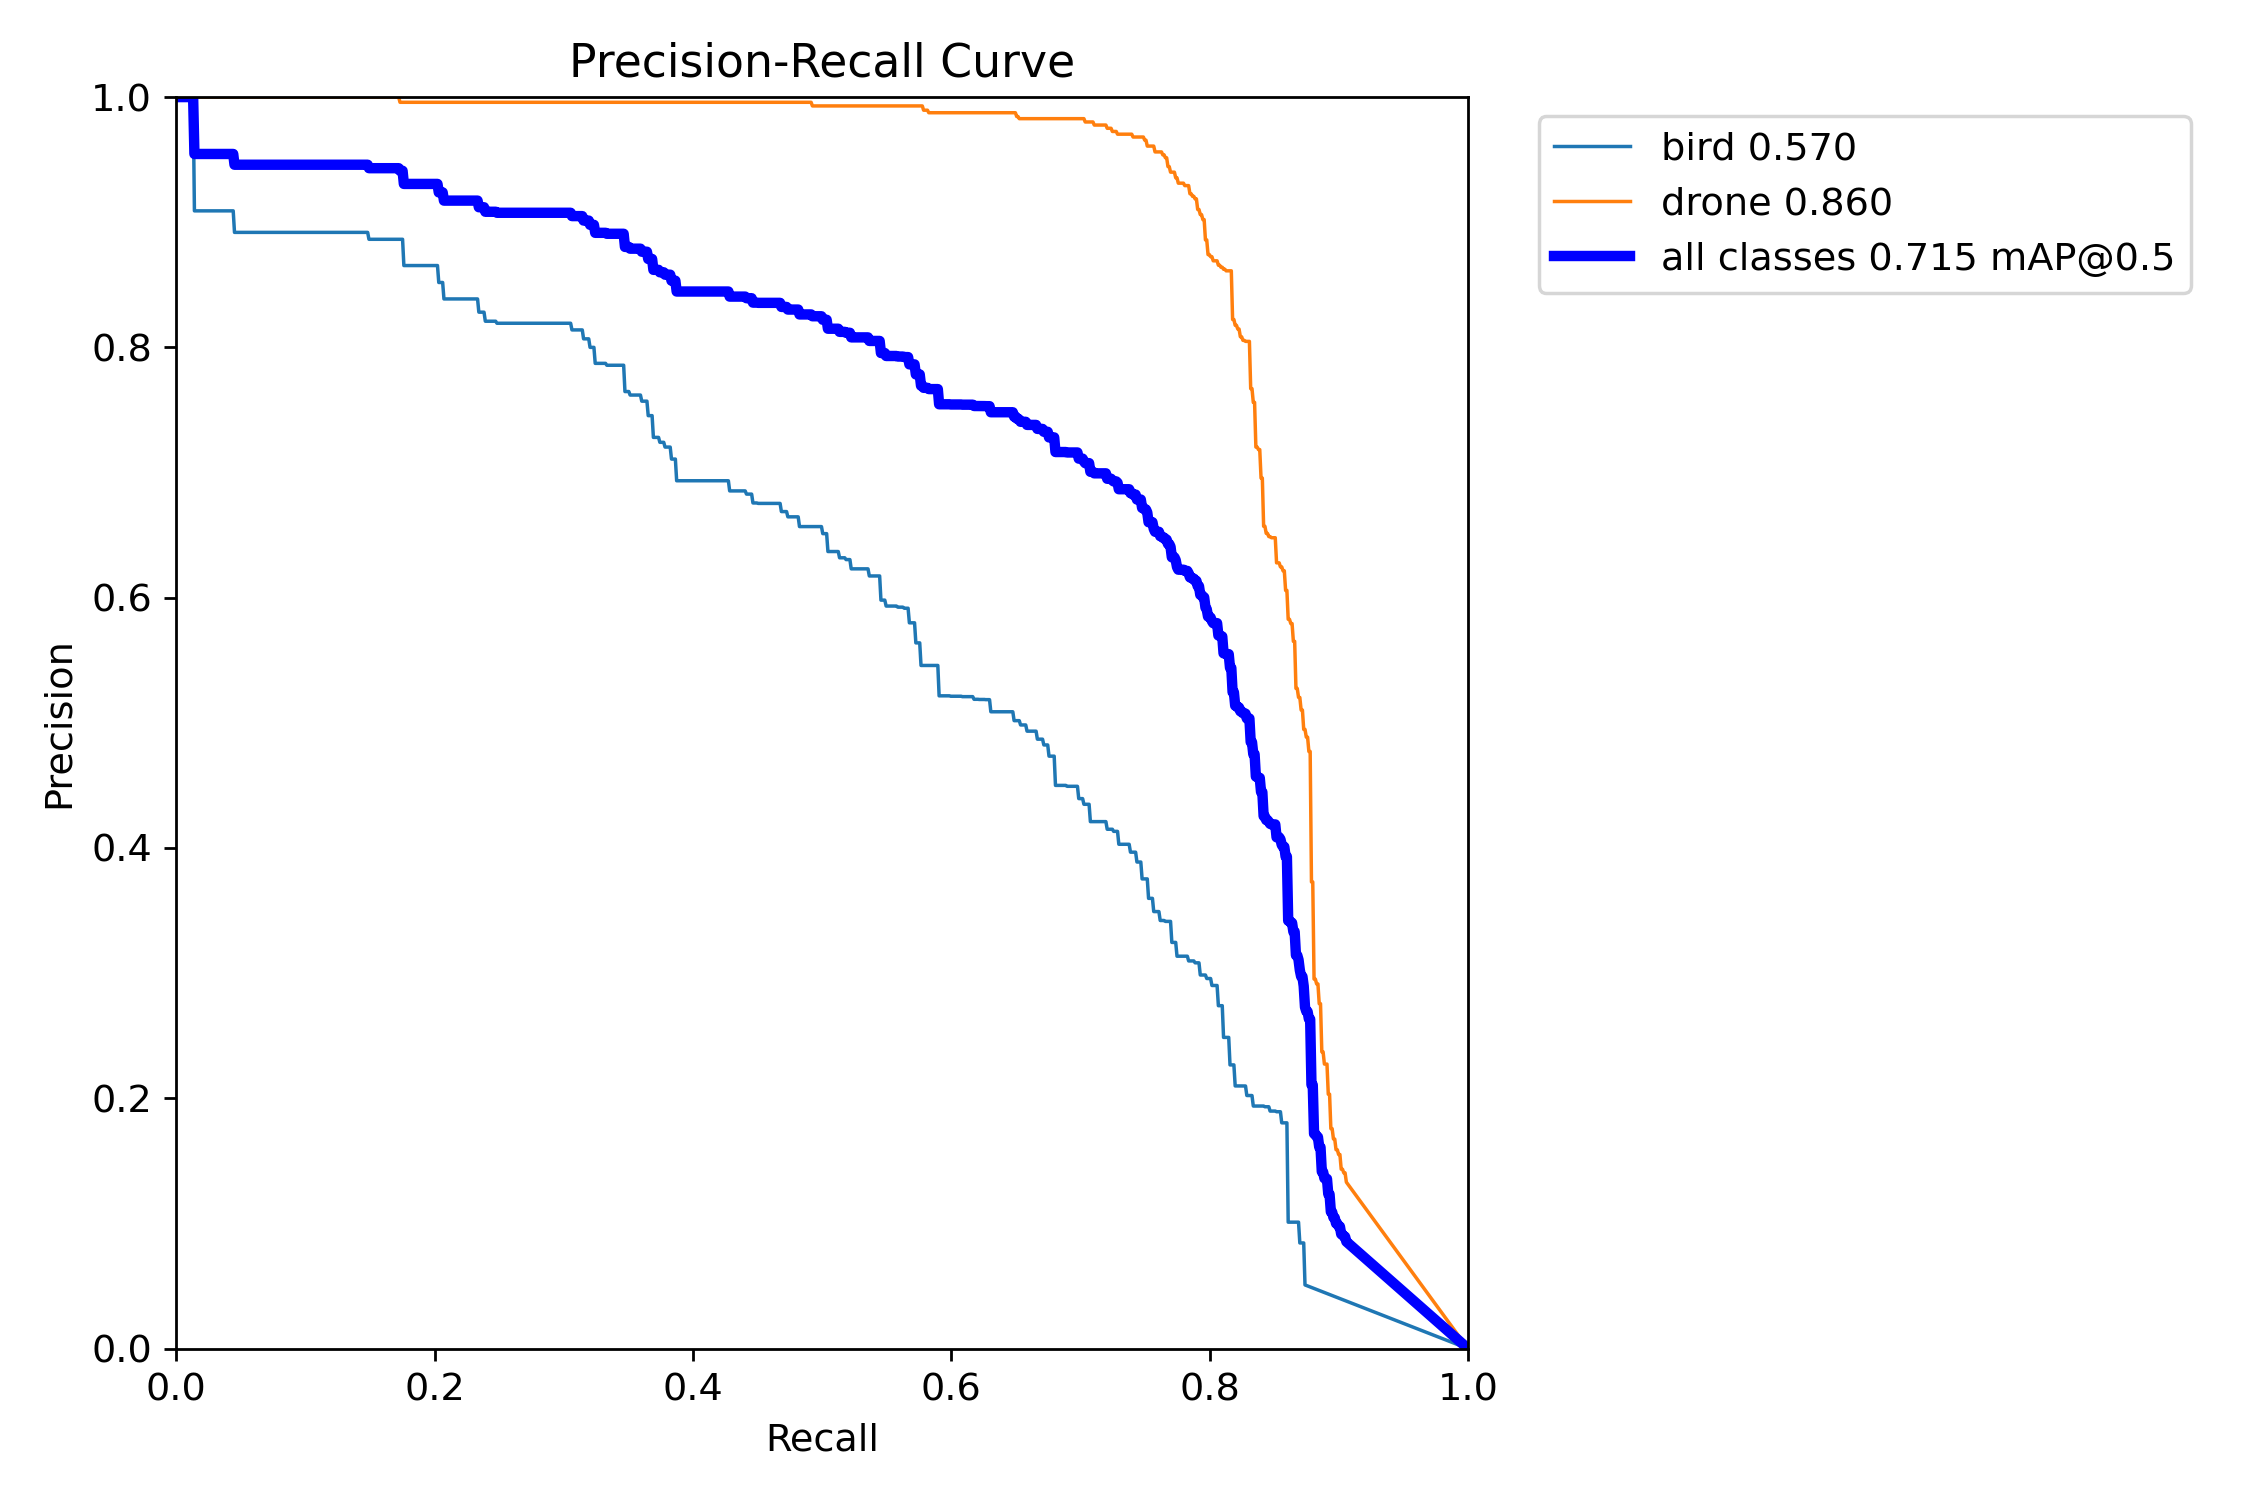 Precision-Recall Curve
bird 0.570
drone 0.860
all classes 0.715 mAP@0.5
1.0
0.8
0.6
0.4
0.2
0.0
Precision
0.0 0.2 0.4 0.6 0.8 1.0
Recall